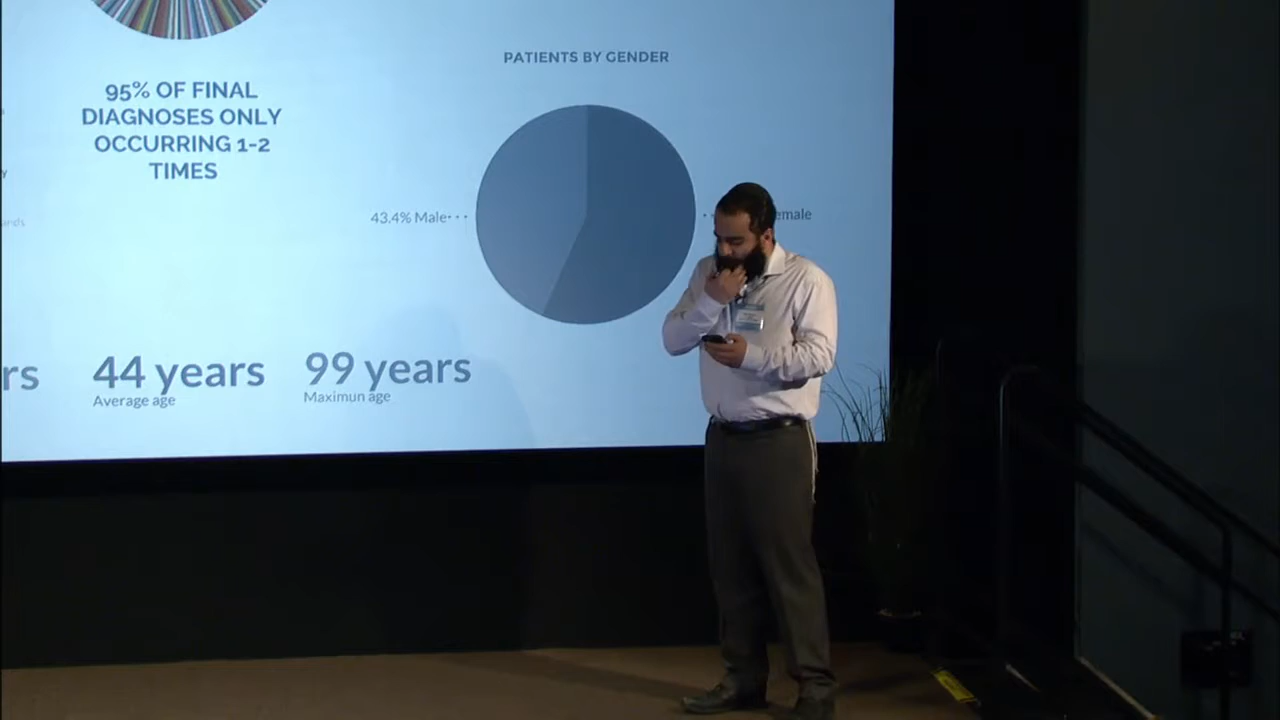 PATIENTS BY GENDER
95% OF FINAL
DIAGNOSES ONLY
OCCURRING 1-2
TIMES
43.4% Male
44 years
Average age
99 years
Maximun age